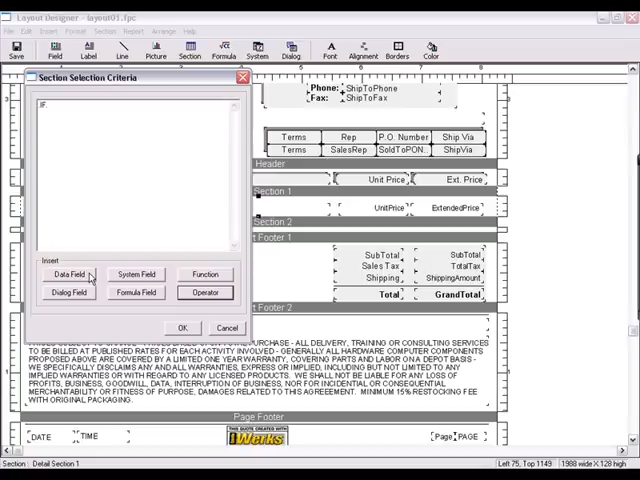 Layout Designer - layout01.fpc
File Edit Insert Format Section Report Arrange Help
Save Field Label Line Picture Section Formula System Dialog Font Alignment Borders Color
5 6 7 8
Section Selection Criteria
.IF.
Insert
Data Field System Field Function
Dialog Field Formula Field Operator
OK Cancel
Phone: ShipToPhone
Fax: ShipToFax
Terms Rep P.O. Number Ship Via
Terms SalesRep SoldToPON... ShipVia
Header
Unit Price Ext. Price
Section 1
UnitPrice ExtendedPrice
Section 2
t Footer 1
SubTotal SubTotal
Sales Tax TotalTax
Shipping ShippingAmount
Total GrandTotal
t Footer 2
PURCHASE - ALL DELIVERY, TRAINING OR CONSULTING SERVICES
TO BE BILLED AT PUBLISHED RATES FOR EACH ACTIVITY INVOLVED - GENERALLY ALL HARDWARE COMPUTER COMPONENTS
PROPOSED ABOVE ARE COVERED BY A LIMITED ONE YEAR WARRANTY, COVERING PARTS AND LABOR ON A DEPOT BASIS -
WE SPECIFICALLY DISCLAIM ANY AND ALL WARRANTIES, EXPRESS OR IMPLIED, INCLUDING BUT NOT LIMITED TO ANY
IMPLIED WARRANTIES OR WITH REGARD TO ANY LICENSED PRODUCTS. WE SHALL NOT BE LIABLE FOR ANY LOSS OF
PROFITS, BUSINESS, GOODWILL, DATA, INTERRUPTION OF BUSINESS, NOR FOR INCIDENTAL OR CONSEQUENTIAL
MERCHANTABILITY OR FITNESS OF PURPOSE, DAMAGES RELATED TO THIS AGREEEMENT. MINIMUM 15% RESTOCKING FEE
WITH ORIGINAL PACKAGING.
Page Footer
DATE TIME THIS QUOTE CREATED WITH Page PAGE
Werks
Section : Detail Section 1 Left 75, Top 1149 1988 wide X 128 high